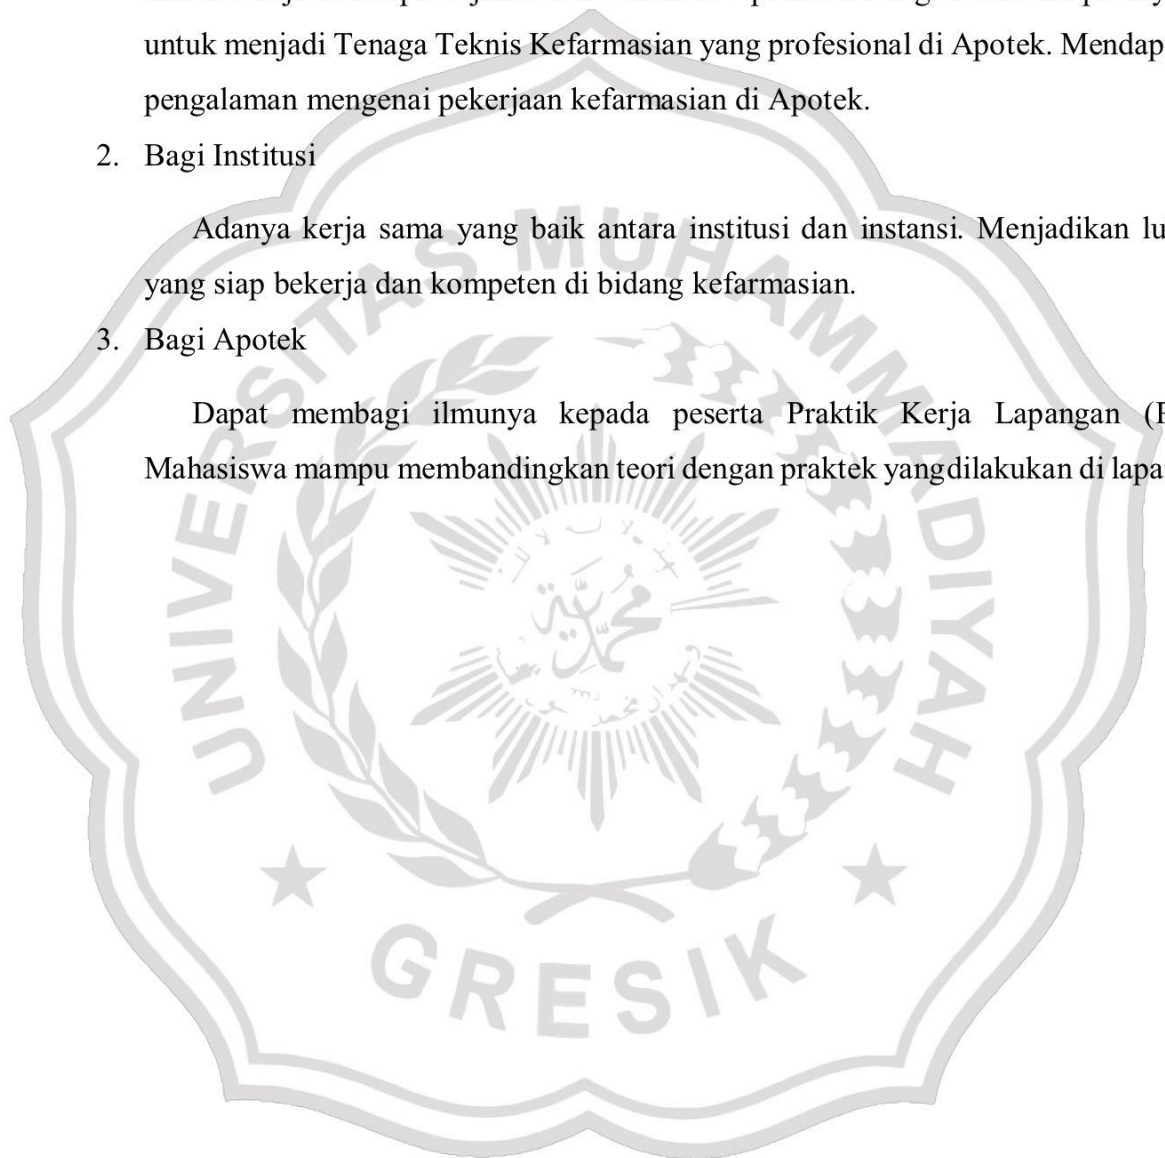 untuk menjadi Tenaga Teknis Kefarmasian yang profesional di Apotek. Mendap
pengalaman mengenai pekerjaan kefarmasian di Apotek.
2. Bagi Institusi
Adanya kerja sama yang baik antara institusi dan instansi. Menjadikan lu
yang siap bekerja dan kompeten di bidang kefarmasian.
3. Bagi Apotek
Dapat membagi ilmunya kepada peserta Praktik Kerja Lapangan (P
Mahasiswa mampu membandingkan teori dengan praktek yangdilakukan di lapa
UNIVERSITAS MUHAMMADIYAH
GRESIK
محمدية